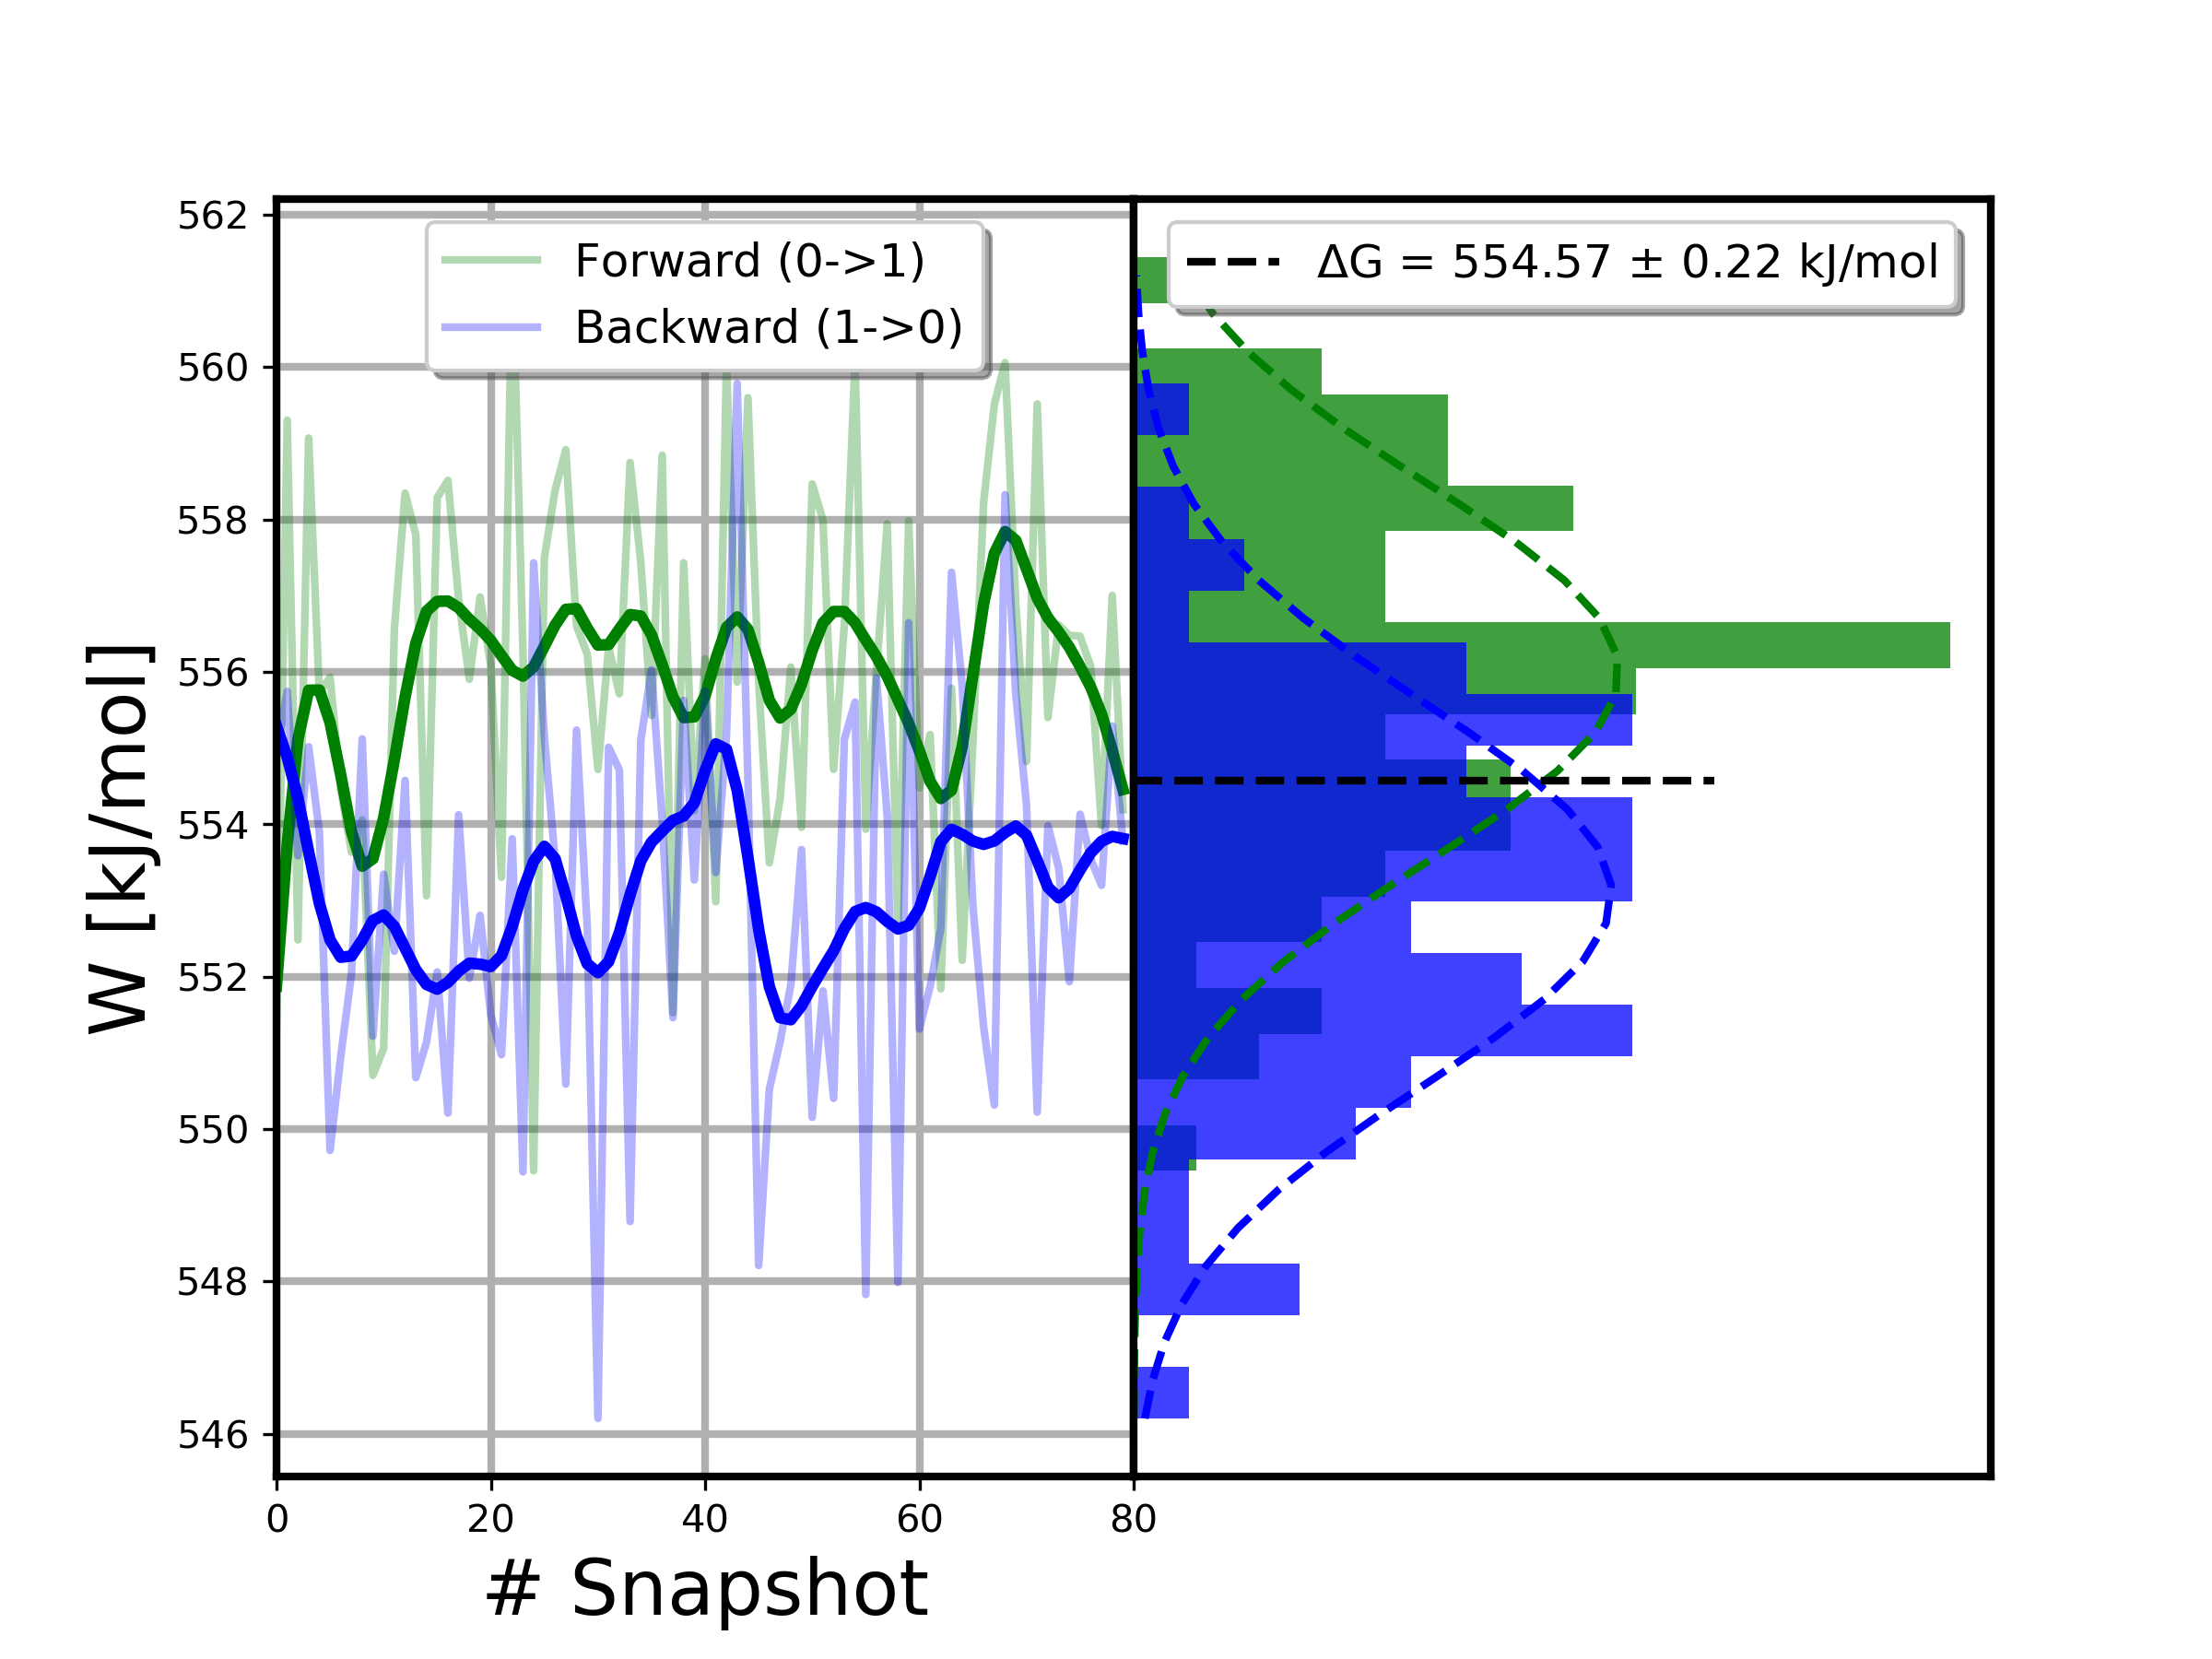 Forward (0->1)
Backward (1->0)
ΔG = 554.57 ± 0.22 kJ/mol
W [kJ/mol]
562
560
558
556
554
552
550
548
546
0 20 40 60 80
# Snapshot